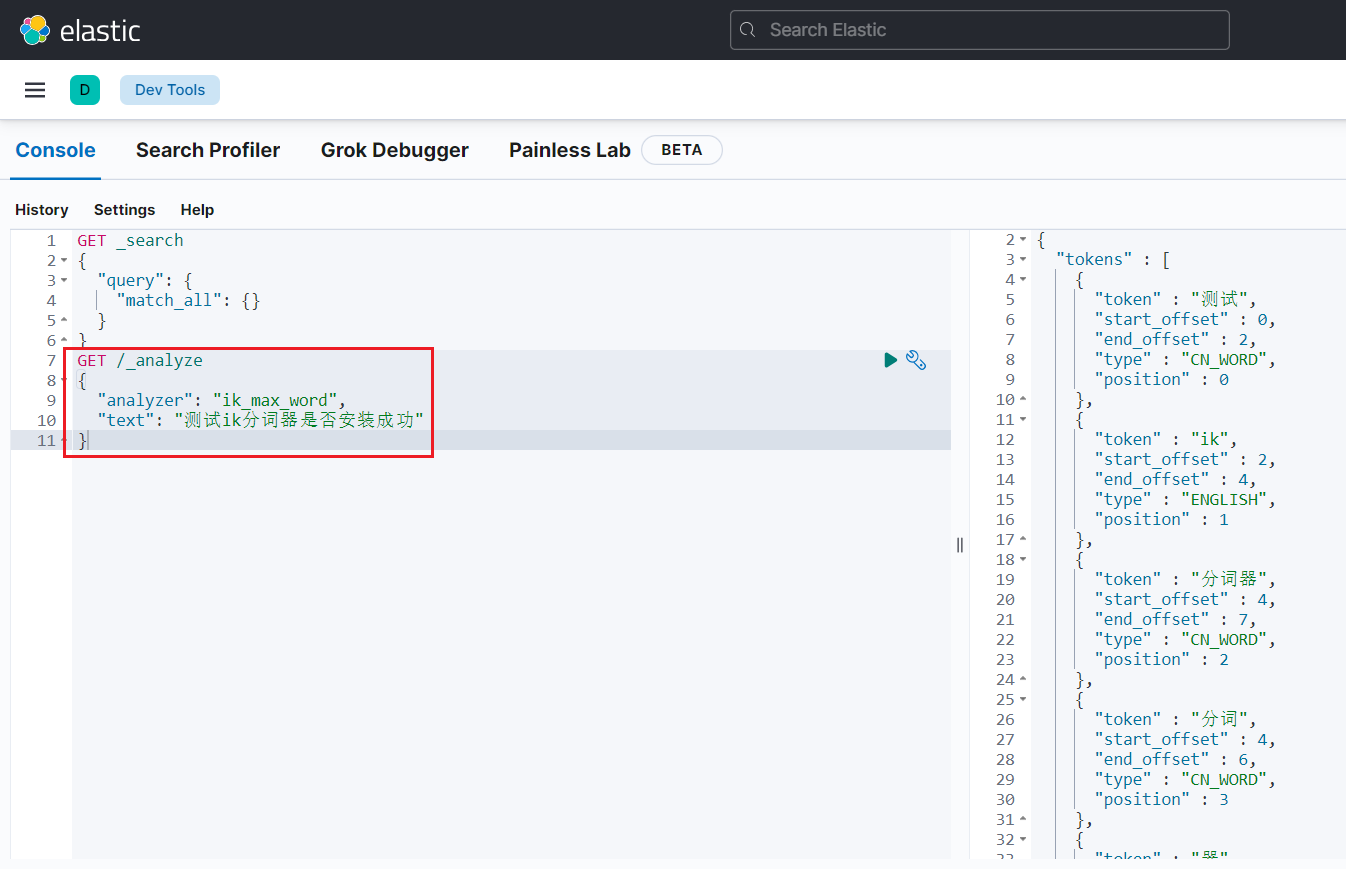 elastic
Search Elastic
D
Dev Tools
Console
Search Profiler
Grok Debugger
Painless Lab
BETA
History
Settings
Help
1 GET _search
2 {
3   "query": {
4     "match_all": {}
5   }
6 }
7 GET /_analyze
8 {
9   "analyzer": "ik_max_word",
10   "text": "测试ik分词器是否安装成功"
11 }
2 {
3   "tokens" : [
4     {
5       "token" : "测试",
6       "start_offset" : 0,
7       "end_offset" : 2,
8       "type" : "CN_WORD",
9       "position" : 0
10     },
11     {
12       "token" : "ik",
13       "start_offset" : 2,
14       "end_offset" : 4,
15       "type" : "ENGLISH",
16       "position" : 1
17     },
18     {
19       "token" : "分词器",
20       "start_offset" : 4,
21       "end_offset" : 7,
22       "type" : "CN_WORD",
23       "position" : 2
24     },
25     {
26       "token" : "分词",
27       "start_offset" : 4,
28       "end_offset" : 6,
29       "type" : "CN_WORD",
30       "position" : 3
31     },
32     {
33       "token" : "器"